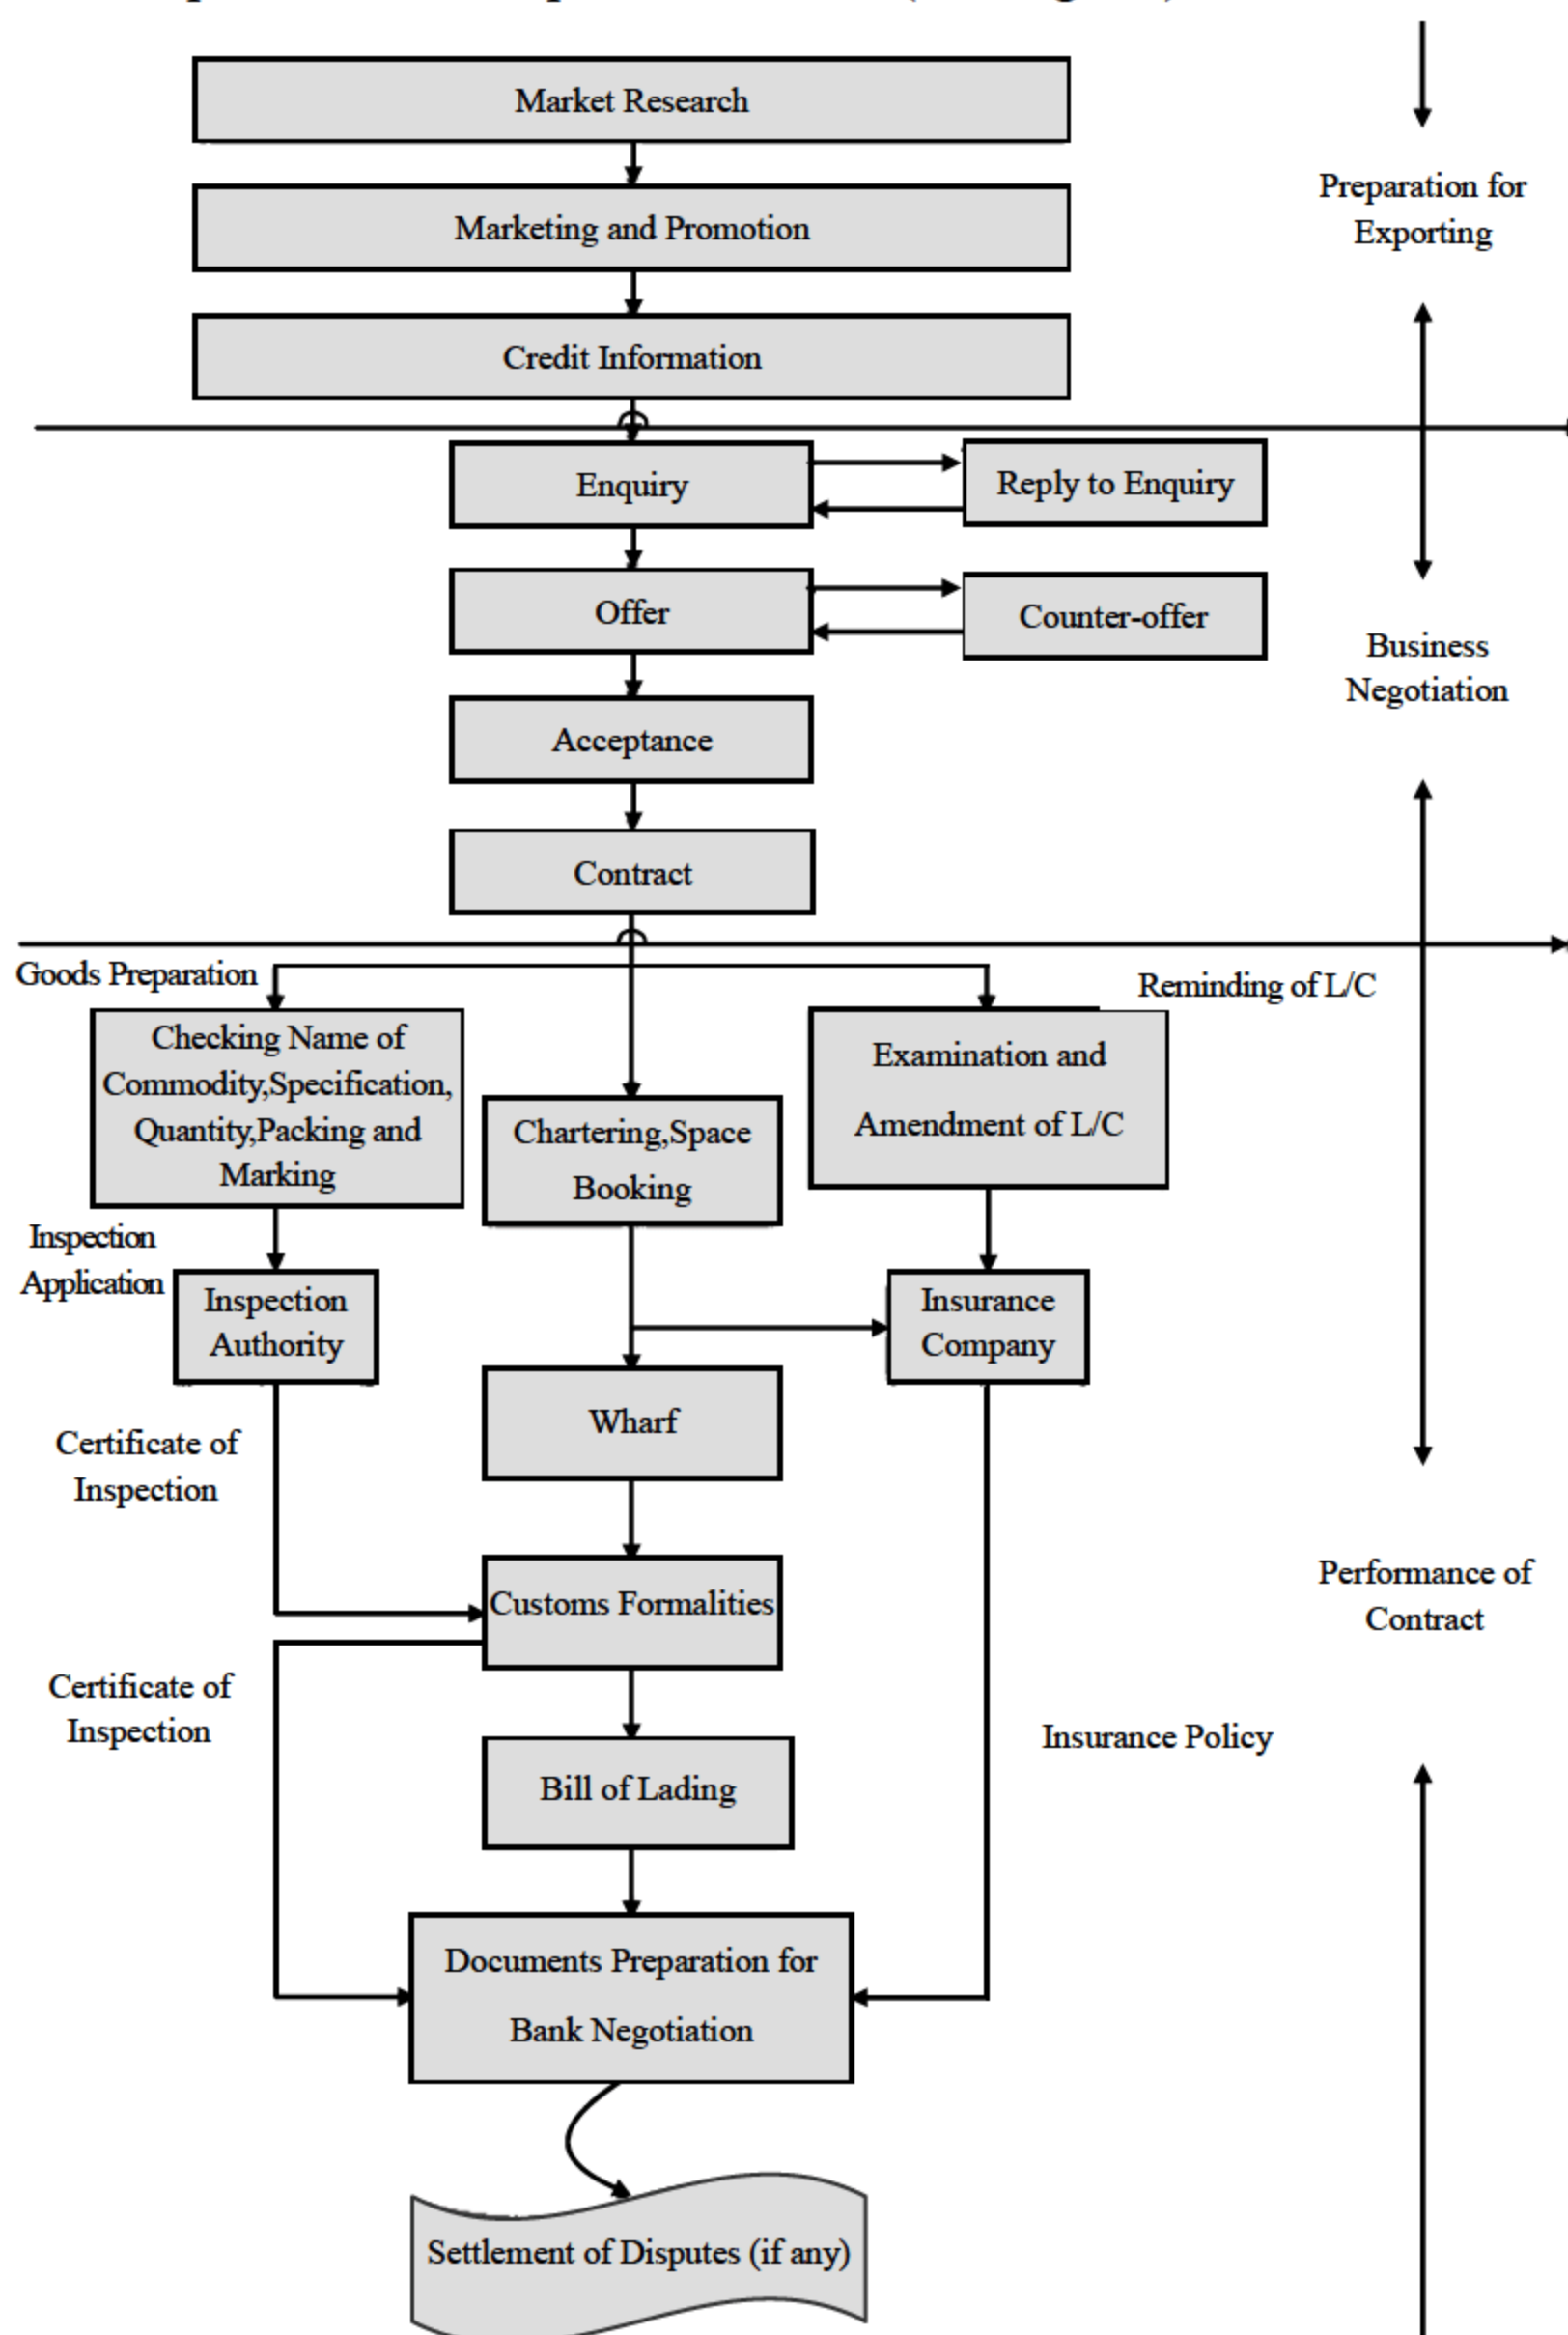 Market Research
Preparation for
Exporting
Marketing and Promotion
Credit Information
Enquiry
Reply to Enquiry
Offer
Counter-offer
Business
Negotiation
Acceptance
Contract
Goods Preparation
Reminding of L/C
Checking Name of
Commodity,Specification,
Quantity,Packing and
Marking
Chartering,Space
Booking
Examination and
Amendment of L/C
Inspection
Application
Inspection
Authority
Insurance
Company
Wharf
Certificate of
Inspection
Customs Formalities
Performance of
Contract
Certificate of
Inspection
Insurance Policy
Bill of Lading
Documents Preparation for
Bank Negotiation
Settlement of Disputes (if any)